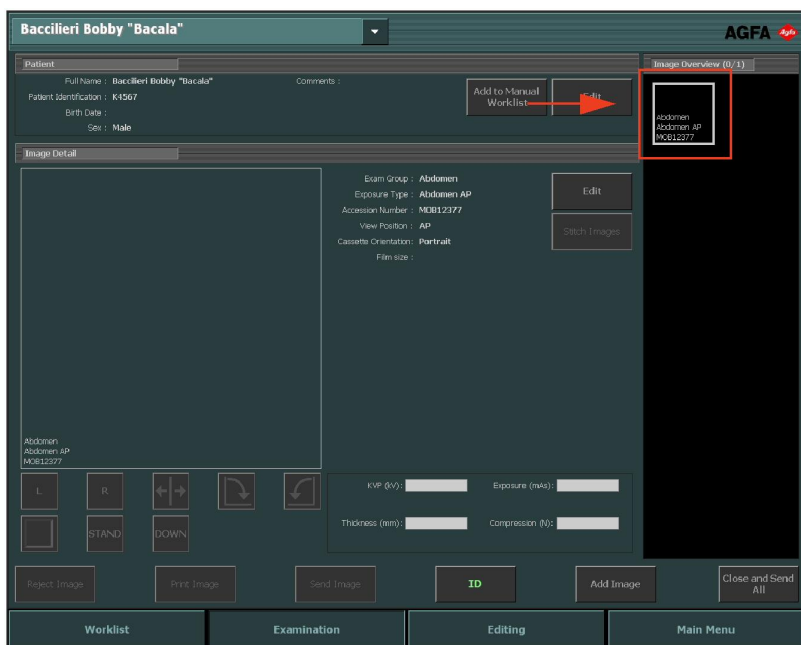 Baccilieri Bobby "Bacala"
AGFA Agfa
Patient
Full Name : Baccilieri Bobby "Bacala"
Comments :
Patient Identification : K4567
Birth Date :
Sex : Male
Add to Manual
Worklist
Edit
Image Overview (0/1)
Abdomen
Abdomen AP
MOB12377
Image Detail
Exam Group : Abdomen
Exposure Type : Abdomen AP
Accession Number : MOB12377
View Position : AP
Cassette Orientation: Portrait
Film size :
Edit
Stitch Images
Abdomen
Abdomen AP
MOB12377
L
R
STAND
DOWN
KVP (kV):
Exposure (mAs):
Thickness (mm):
Compression (N):
Reject Image
Print Image
Send Image
ID
Add Image
Close and Send
All
Worklist
Examination
Editing
Main Menu